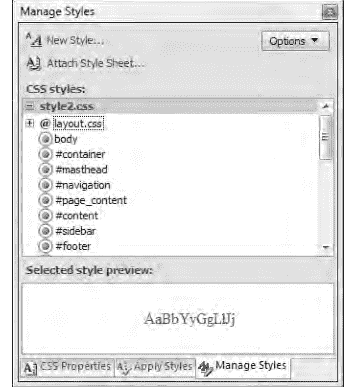 Manage Styles
New Style...
Options
Attach Style Sheet...
CSS styles:
style2.css
@ layout.css
body
#container
#masthead
#navigation
#page_content
#content
#sidebar
#footer
Selected style preview:
AaBbYyGgLlJj
CSS Properties Apply Styles Manage Styles